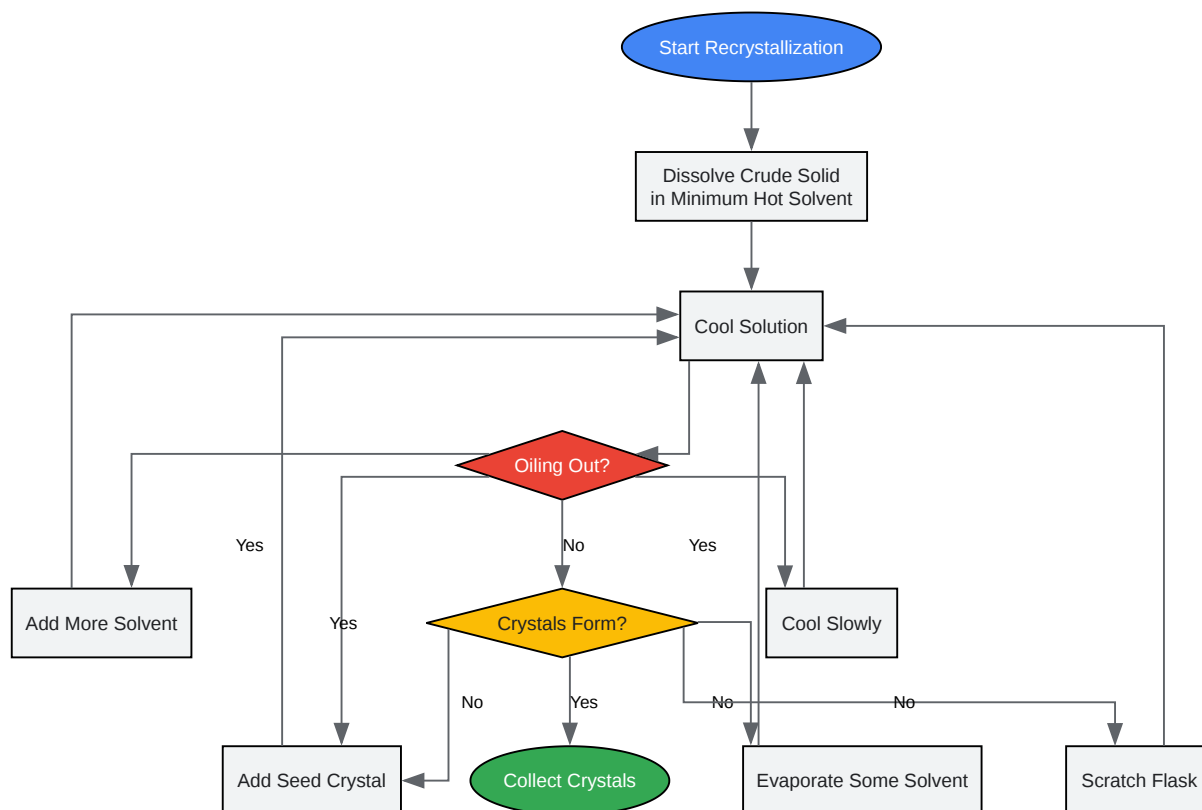 Start Recrystallization
Dissolve Crude Solid
in Minimum Hot Solvent
Cool Solution
Oiling Out?
Yes
No
Yes
Add More Solvent
Yes
Crystals Form?
Cool Slowly
No
Yes
No
No
Add Seed Crystal
Collect Crystals
Evaporate Some Solvent
Scratch Flask